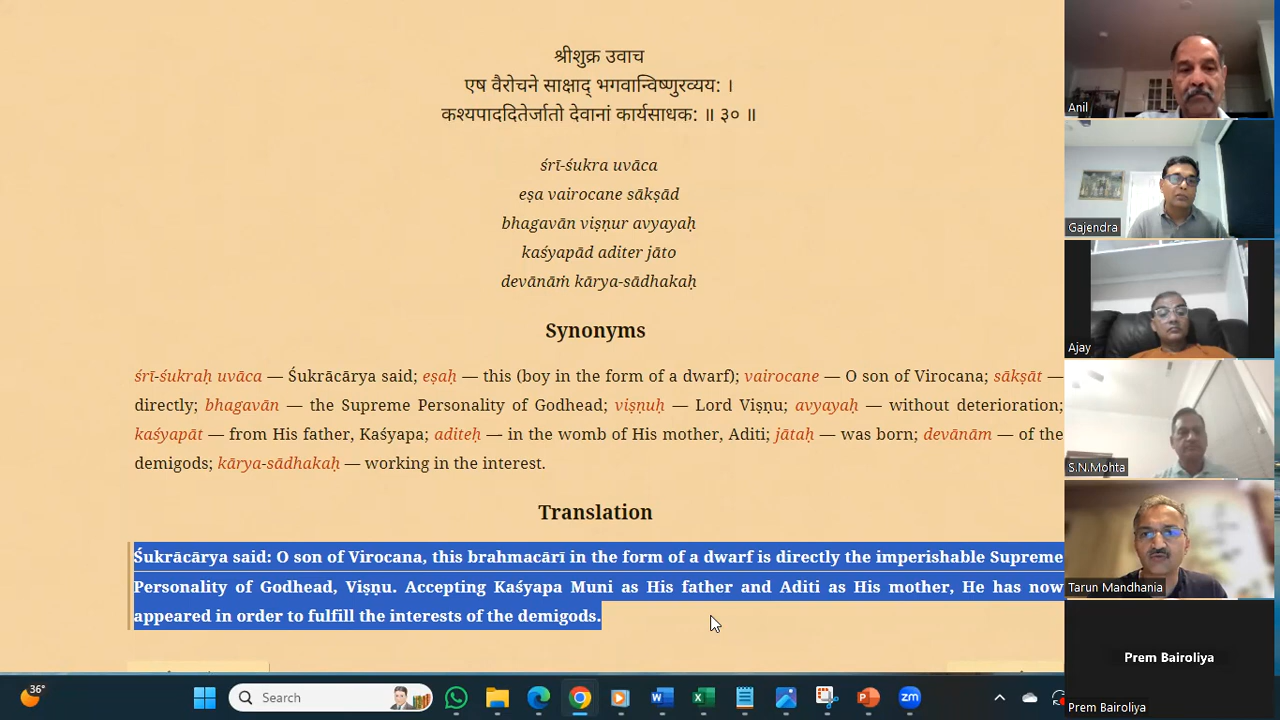 श्रीशुक्र उवाच
एष वैरोचने साक्षाद् भगवान्विष्णुरव्यय: ।
कश्यपाददितेर्जातो देवानां कार्यसाधक: ॥ ३० ॥
śrī-śukra uvāca
eṣa vairocane sākṣād
bhagavān viṣṇur avyayaḥ
kaśyapād aditer jāto
devānāṁ kārya-sādhakaḥ
Synonyms
śrī-śukraḥ uvāca — Śukrācārya said; eṣaḥ — this (boy in the form of a dwarf); vairocane — O son of Virocana; sākṣāt —
directly; bhagavān — the Supreme Personality of Godhead; viṣṇuḥ — Lord Viṣṇu; avyayaḥ — without deterioration;
kaśyapāt — from His father, Kaśyapa; aditeḥ — in the womb of His mother, Aditi; jātaḥ — was born; devānām — of the
demigods; kārya-sādhakaḥ — working in the interest.
Translation
Śukrācārya said: O son of Virocana, this brahmacārī in the form of a dwarf is directly the imperishable Supreme
Personality of Godhead, Viṣṇu. Accepting Kaśyapa Muni as His father and Aditi as His mother, He has now
appeared in order to fulfill the interests of the demigods.
Anil
Gajendra
Ajay
S.N.Mohta
Tarun Mandhania
Prem Bairoliya
Prem Bairoliya
36°
Search
zm